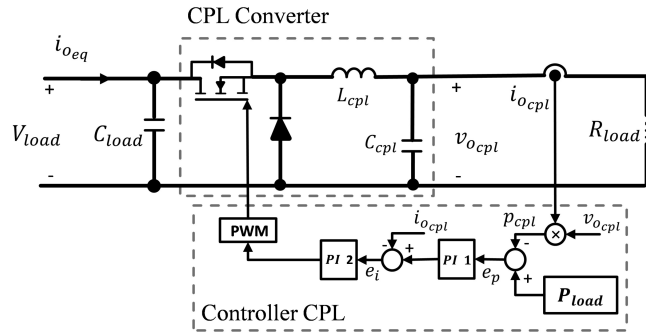 CPL Converter
i_{o_{eq}}
+
V_{load}
-
C_{load}
L_{cpl}
C_{cpl}
+
v_{o_{cpl}}
-
i_{o_{cpl}}
R_{load}
PWM
PI 2
e_i
-
+
i_{o_{cpl}}
PI 1
e_p
p_{cpl}
-
+
×
v_{o_{cpl}}
P_{load}
Controller CPL